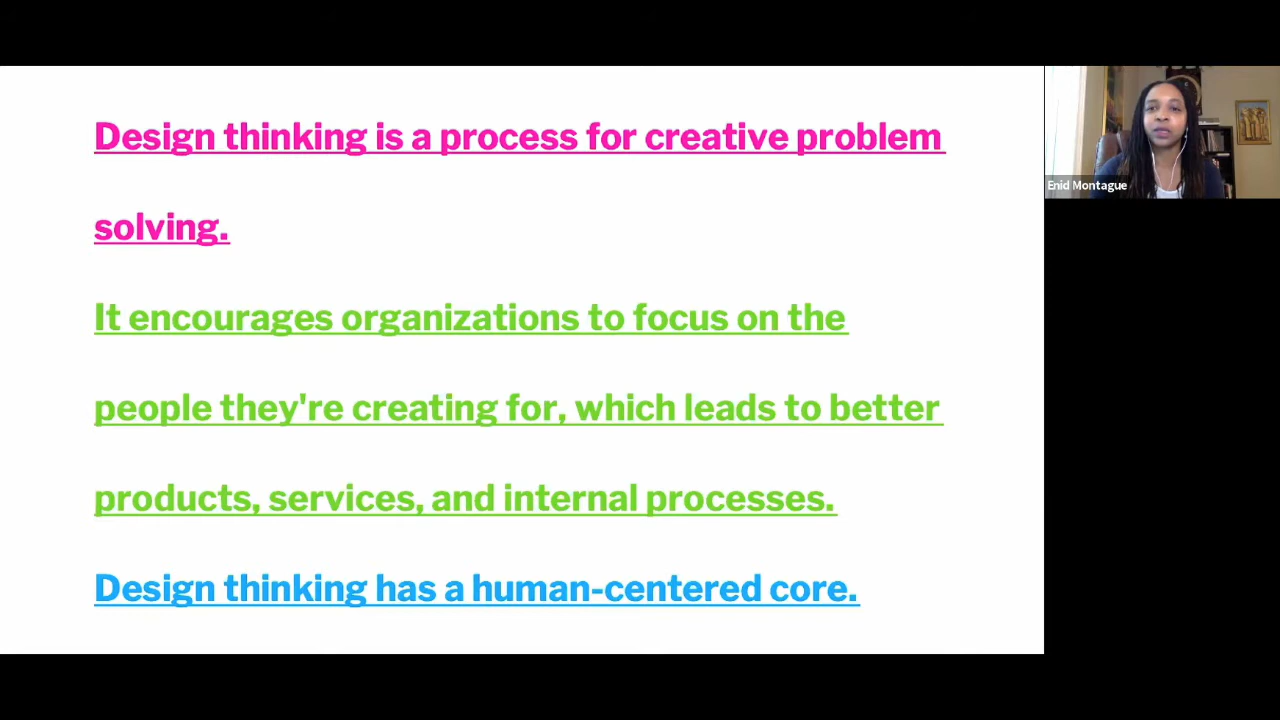 Design thinking is a process for creative problem
solving.
It encourages organizations to focus on the
people they're creating for, which leads to better
products, services, and internal processes.
Design thinking has a human-centered core.
Enid Montague